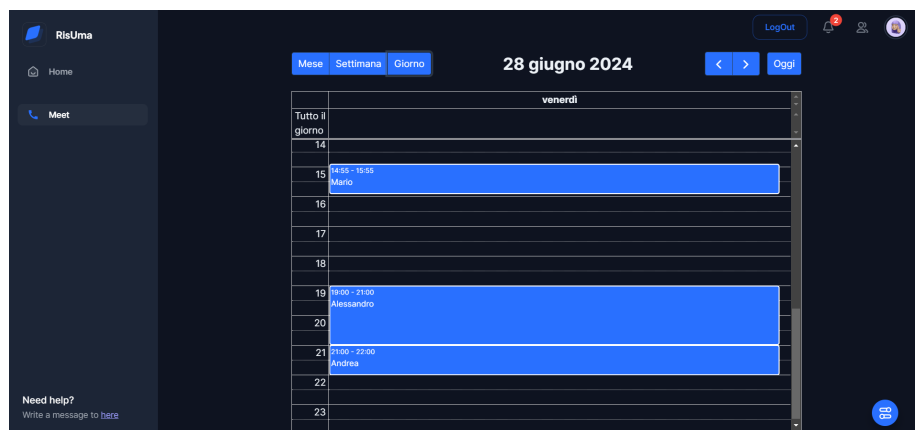 RisUma
LogOut
2
Home
Meet
Mese Settimana Giorno
28 giugno 2024
Oggi
venerdì
Tutto il
giorno
14
15
14:55 - 15:55
Mario
16
17
18
19
19:00 - 21:00
Alessandro
20
21
21:00 - 22:00
Andrea
22
23
Need help?
Write a message to here